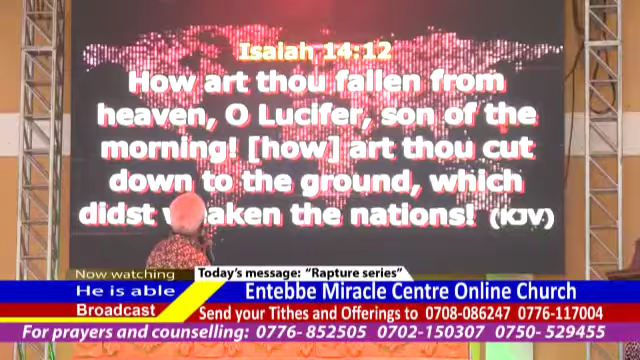 Isaiah 14:12
How art thou fallen from
heaven, O Lucifer, son of the
morning! [how] art thou cut
down to the ground, which
didst weaken the nations! (KJV)
Now watching
Today's message: "Rapture series"
He is able
Entebbe Miracle Centre Online Church
Broadcast
Send your Tithes and Offerings to 0708-086247 0776-117004
For prayers and counselling: 0776- 852505 0702-150307 0750- 529455